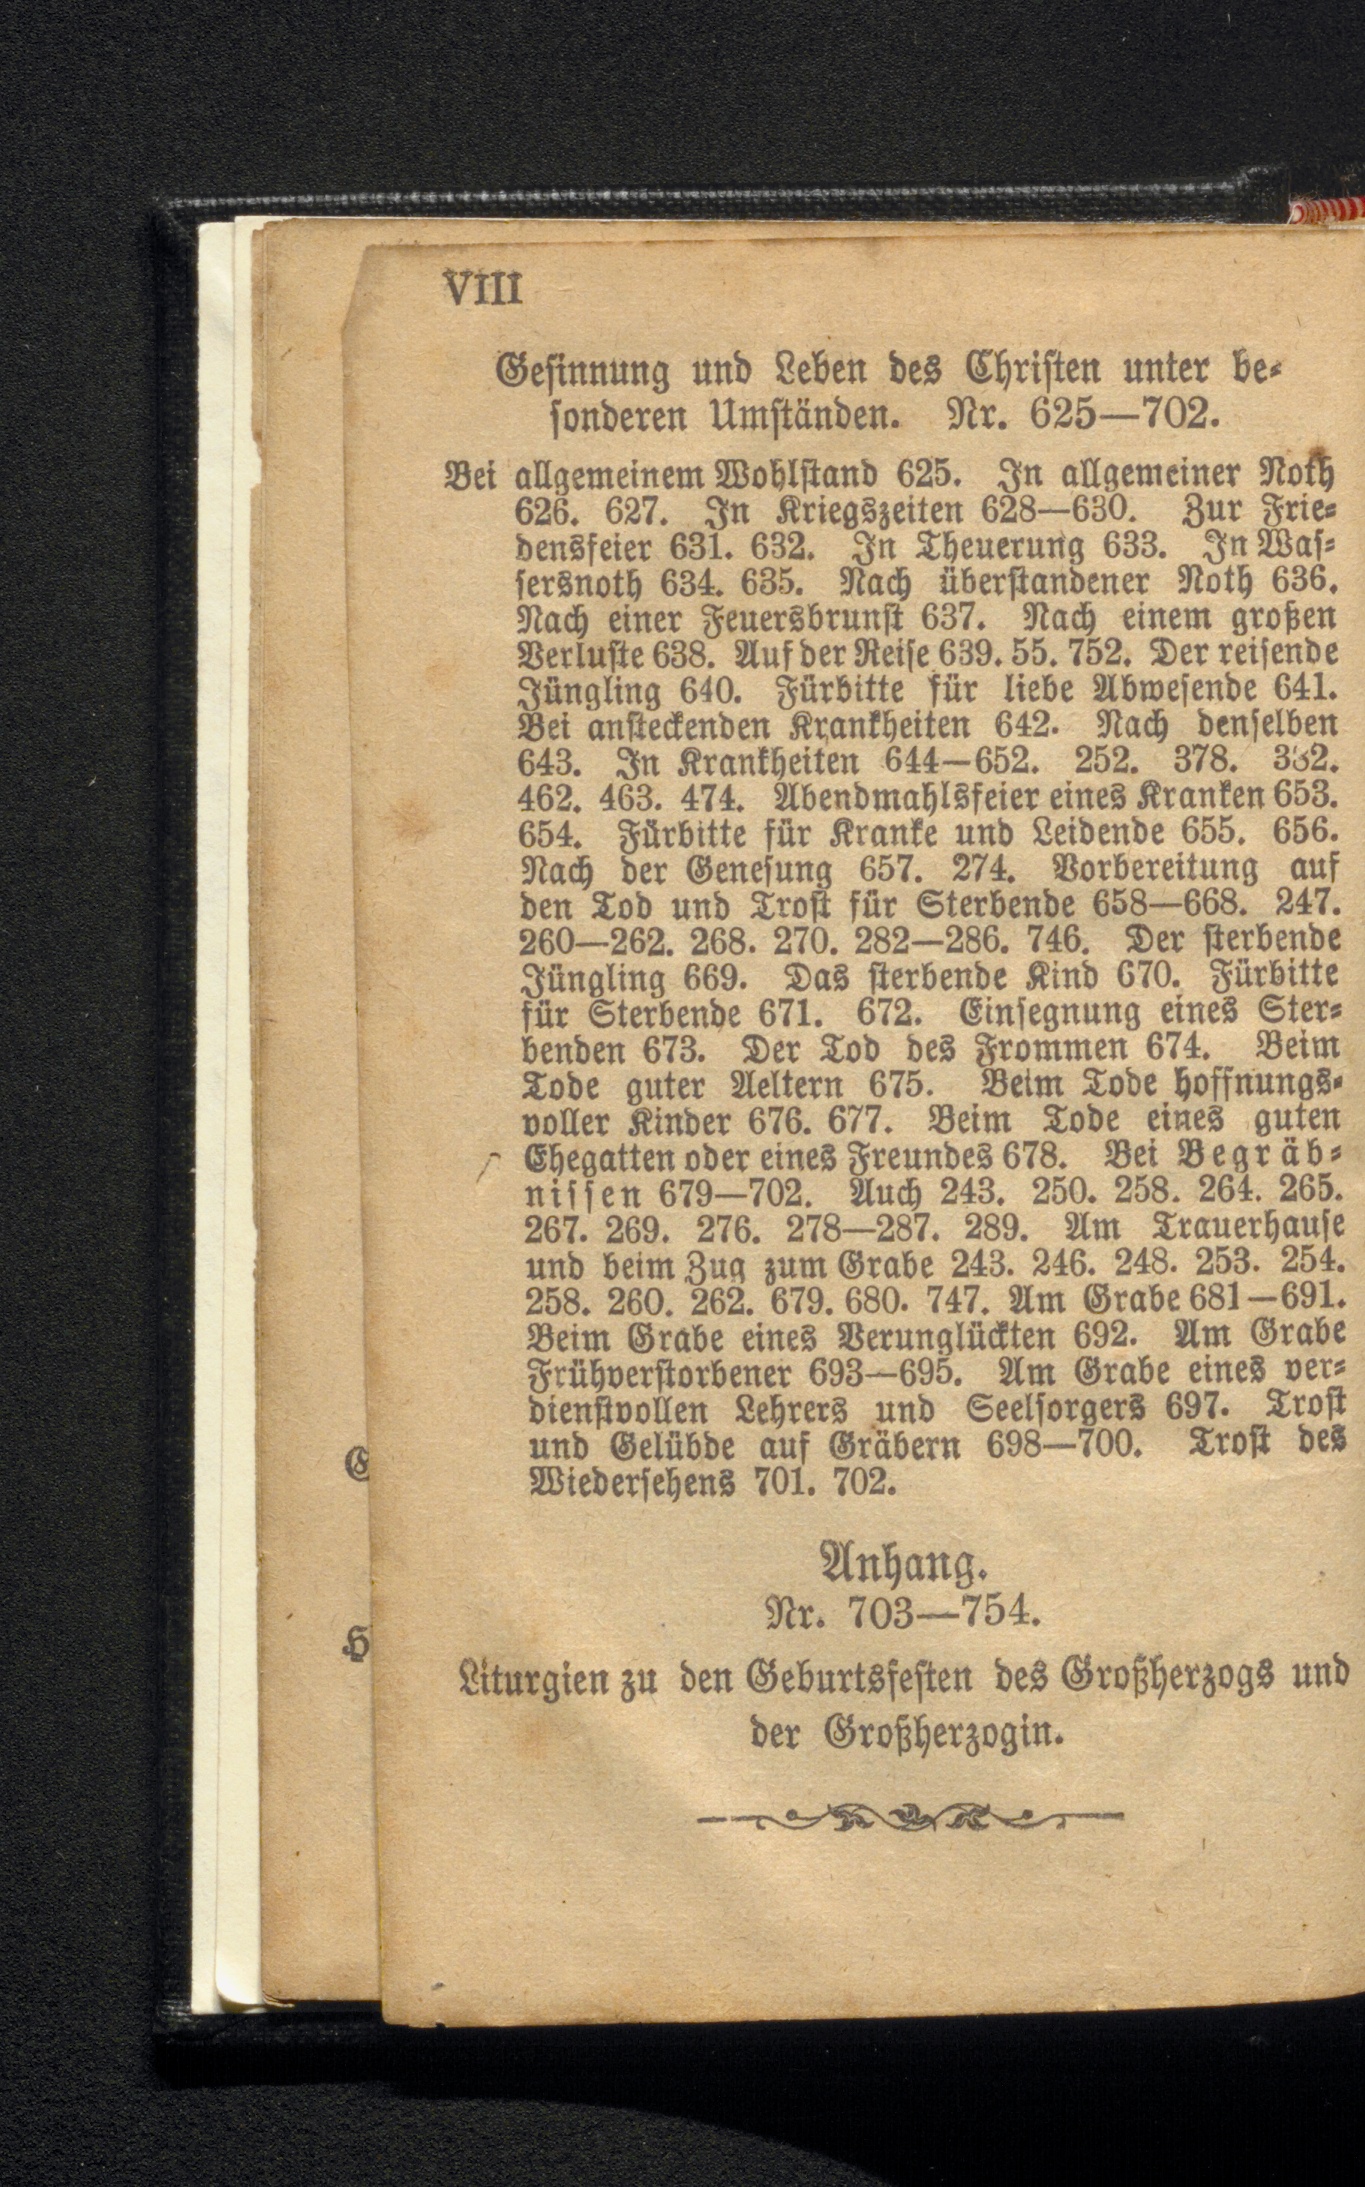 VIII
Gesinnung und Leben des Christen unter be-
sonderen Umständen. Nr. 625—702.
Bei allgemeinem Wohlstand 625. In allgemeiner Noth
626. 627. In Kriegszeiten 628—630. Zur Frie-
densfeier 631. 632. In Theuerung 633. In Was-
sersnoth 634. 635. Nach überstandener Noth 636.
Nach einer Feuersbrunst 637. Nach einem großen
Verluste 638. Auf der Reise 639. 55. 752. Der reisende
Jüngling 640. Fürbitte für liebe Abwesende 641.
Bei ansteckenden Krankheiten 642. Nach denselben
643. In Krankheiten 644—652. 252. 378. 382.
462. 463. 474. Abendmahlsfeier eines Kranken 653.
654. Fürbitte für Kranke und Leidende 655. 656.
Nach der Genesung 657. 274. Vorbereitung auf
den Tod und Trost für Sterbende 658—668. 247.
260—262. 268. 270. 282—286. 746. Der sterbende
Jüngling 669. Das sterbende Kind 670. Fürbitte
für Sterbende 671. 672. Einsegnung eines Ster-
benden 673. Der Tod des Frommen 674. Beim
Tode guter Aeltern 675. Beim Tode hoffnungs-
voller Kinder 676. 677. Beim Tode eines guten
Ehegatten oder eines Freundes 678. Bei Begräb-
nissen 679—702. Auch 243. 250. 258. 264. 265.
267. 269. 276. 278—287. 289. Am Trauerhause
und beim Zug zum Grabe 243. 246. 248. 253. 254.
258. 260. 262. 679. 680. 747. Am Grabe 681—691.
Beim Grabe eines Verunglückten 692. Am Grabe
Frühverstorbener 693—695. Am Grabe eines ver-
dienstvollen Lehrers und Seelsorgers 697. Trost
und Gelübde auf Gräbern 698—700. Trost des
Wiedersehens 701. 702.
Anhang.
Nr. 703—754.
Liturgien zu den Geburtsfesten des Großherzogs und
der Großherzogin.